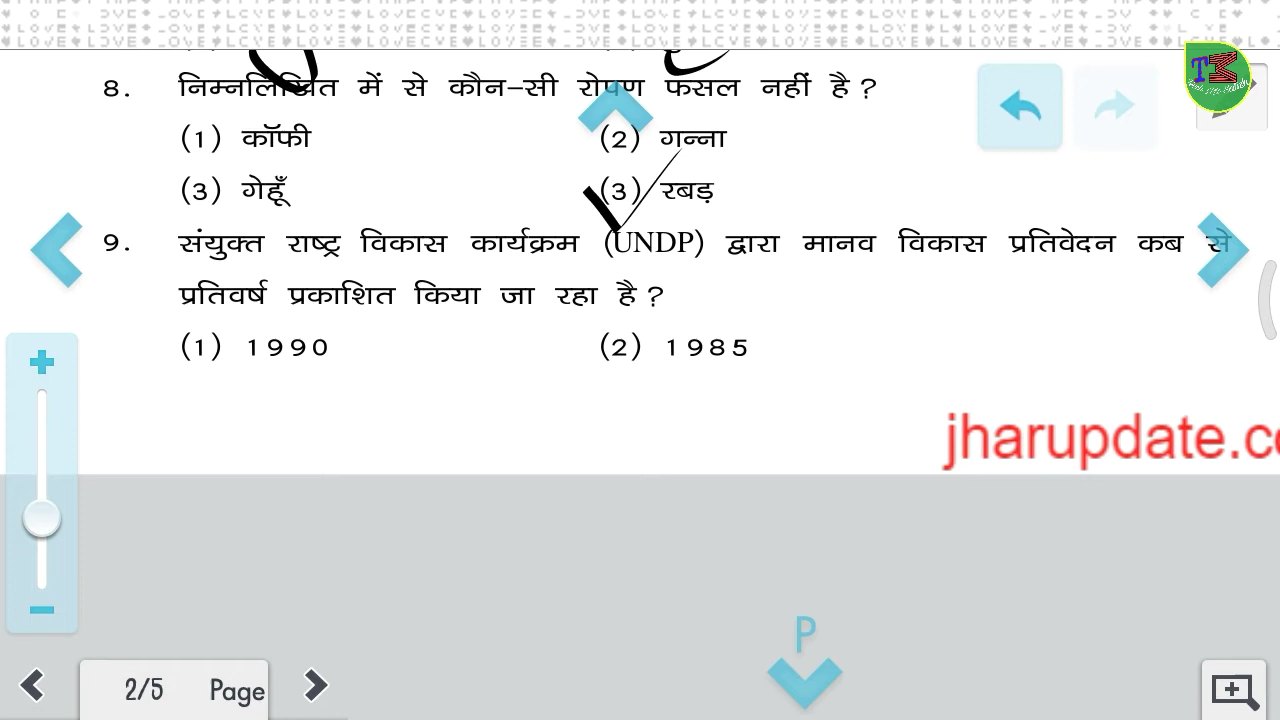 8. निम्नलिखित में से कौन-सी रोपण फसल नहीं है ?
(1) कॉफी (2) गन्ना
(3) गेहूँ (3) रबड़
9. संयुक्त राष्ट्र विकास कार्यक्रम (UNDP) द्वारा मानव विकास प्रतिवेदन कब से
प्रतिवर्ष प्रकाशित किया जा रहा है ?
(1) 1990 (2) 1985
jharupdate.c
P
2/5 Page